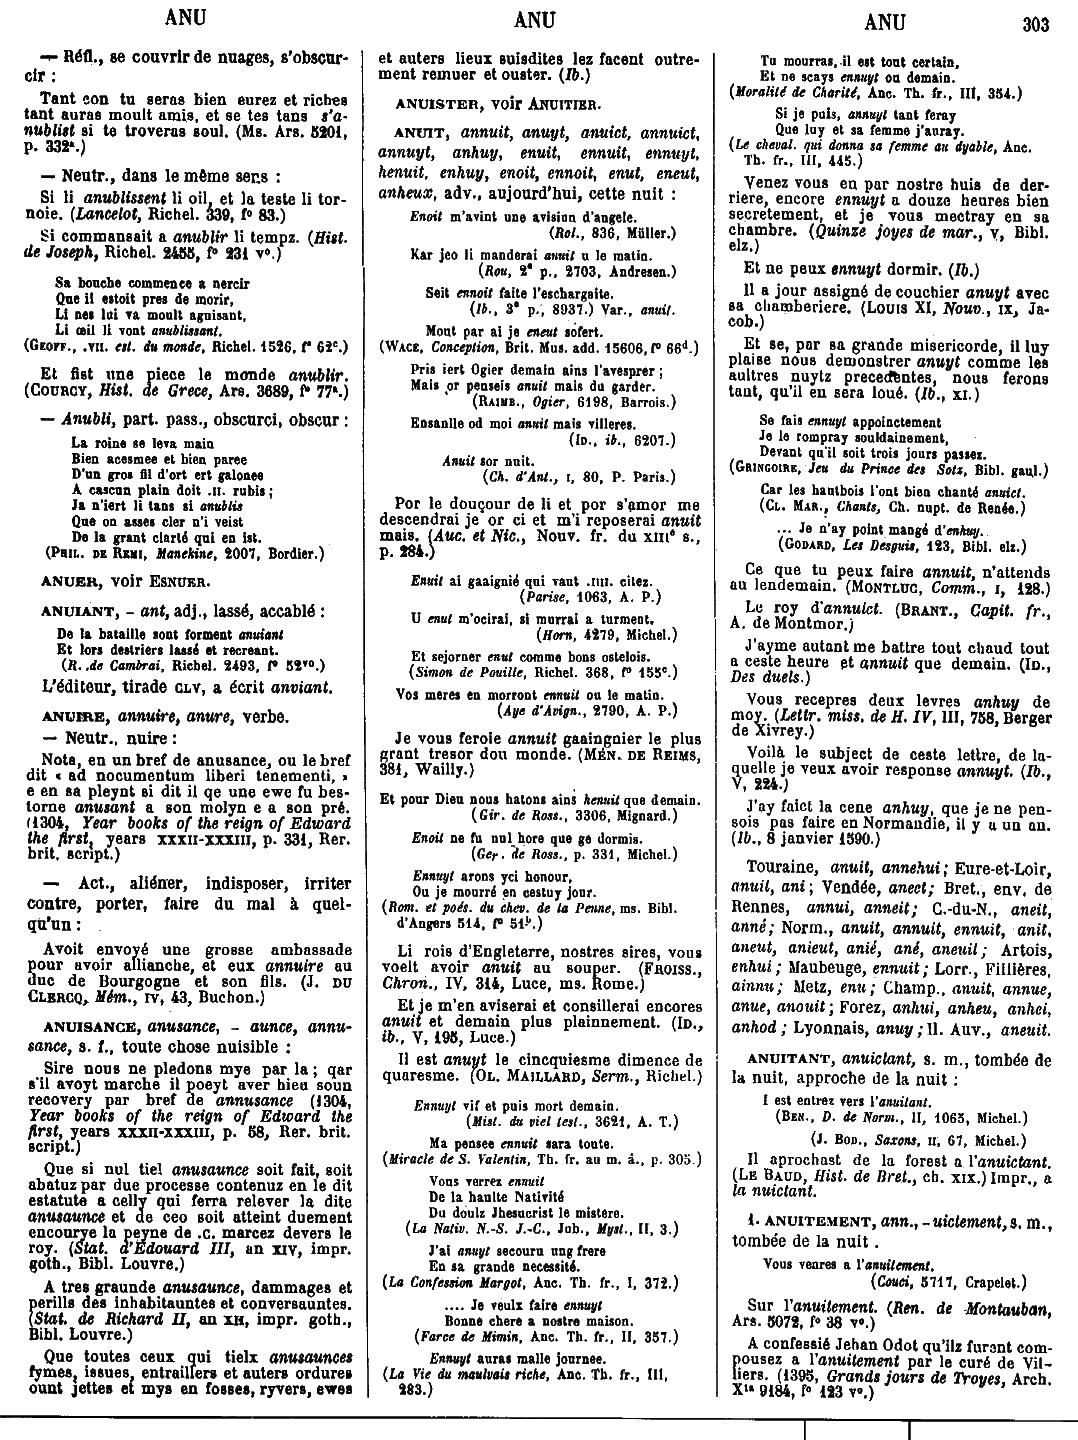 ANU
ANU
ANU
303
— Réfl., se couvrir de nuages, s'obscur-
cir :
Tant con tu seras bien eurez et riches
tant auras moult amis, et se tes tans s'a-
nublist si te troveras soul. (Ms. Ars. 5201,
p. 332ª.)
— Neutr., dans le même sens :
Si li anublissent li oil, et la teste li tor-
noie. (Lancelot, Richel. 339, fº 83.)
Si commansait a anublir li tempz. (Hist.
de Joseph, Richel. 2455, fº 231 vº.)
Sa bouche commence a nercir
Que il estoit pres de morir,
Li nes lui va moult aguisant,
Li œil li vont anublissant.
(GEOFF., .VII. est. du monde, Richel. 1526, fº 62ᶜ.)
Et fist une piece le monde anublir.
(COURCY, Hist. de Grece, Ars. 3689, fº 77ª.)
— Anubli, part. pass., obscurci, obscur :
La roine se leva main
Bien acesmee et bien paree
D'un gros fil d'ort ert galonee
A cascun plain doit .II. rubis ;
Ja n'iert li tans si anublis
Que on asses cler n'i veist
De la grant clarté qui en ist.
(PHIL. DE REMI, Manekine, 2007, Bordier.)
ANUER, voir ESNUER.
ANUIANT, - ant, adj., lassé, accablé :
De la bataille sont forment anuiant
Et lors destriers lassé et recreant.
(R. de Cambrai, Richel. 2493, fº 52ᵛº.)
L'éditeur, tirade CLV, a écrit anviant.
ANUIRE, annuire, anure, verbe.
— Neutr., nuire :
Nota, en un bref de anusance, ou le bref
dit « ad nocumentum liberi tenementi, »
e en sa pleynt si dit il qe une ewe fu bes-
torne anusant a son molyn e a son pré.
(1304, Year books of the reign of Edward
the first, years XXXII-XXXIII, p. 331, Rer.
brit. script.)
— Act., aliéner, indisposer, irriter
contre, porter, faire du mal à quel-
qu'un :
Avoit envoyé une grosse ambassade
pour avoir allianche, et eux annuire au
duc de Bourgogne et son fils. (J. DU
CLERCQ, Mém., IV, 43, Buchon.)
ANUISANCE, anusance, - aunce, annu-
sance, s. f., toute chose nuisible :
Sire nous ne pledons mye par la ; qar
s'il avoyt marche il poeyt aver bieu soun
recovery par bref de annusance (1304,
Year books of the reign of Edward the
first, years XXXII-XXXIII, p. 58, Rer. brit.
script.)
Que si nul tiel anusaunce soit fait, soit
abatuz par due processe contenuz en le dit
estatute a celly qui ferra relever la dite
anusaunce et de ceo soit atteint duement
encourye la peyne de .C. marcez devers le
roy. (Stat. d'Edouard III, an XIV, impr.
goth., Bibl. Louvre.)
A tres graunde anusaunce, dammages et
perills des inhabitauntes et conversauntes.
(Stat. de Richard II, an XII, impr. goth.,
Bibl. Louvre.)
Que toutes ceux qui tielx anusaunces
fymes, issues, entraillers et auters ordures
ount jettes et mys en fosses, ryvers, ewes
et auters lieux suisdites lez facent outre-
ment remuer et ouster. (Ib.)
ANUISTER, voir ANUITIER.
ANUIT, annuit, anuyt, anuict, annuict,
annuyt, anhuy, enuit, ennuit, ennuyt,
henuit, enhuy, enoit, ennoit, enut, eneut,
anheux, adv., aujourd'hui, cette nuit :
Enoit m'avint une avision d'angele.
(Rol., 836, Müller.)
Kar jeo li manderai anuit u le matin.
(Rou, 2ᵉ p., 2703, Andresen.)
Seit ennoit faite l'eschargaite.
(Ib., 3ᵉ p., 8937.) Var., anuit.
Mout par ai je eneut sofert.
(WACE, Conception, Brit. Mus. add. 15606, fº 66ᵈ.)
Pris iert Ogier demain ains l'avesprer ;
Mais or penseis anuit mais du garder.
(RAIMB., Ogier, 6198, Barrois.)
Ensanlle od moi anuit mais villeres.
(ID., ib., 6207.)
Anuit sor nuit.
(Ch. d'Ant., I, 80, P. Paris.)
Por le douçour de li et por s'amor me
descendrai je or ci et m'i reposerai anuit
mais. (Auc. et Nic., Nouv. fr. du XIIIᵉ s.,
p. 284.)
Enuit ai gaaignié qui vaut .IIII. citez.
(Parise, 1063, A. P.)
U enut m'ocirai, si murrai a turment.
(Horn, 4279, Michel.)
Et sejorner enut comme bons ostelois.
(Simon de Pouille, Richel. 368, fº 155ᶜ.)
Vos meres en morront ennuit ou le matin.
(Aye d'Avign., 2790, A. P.)
Je vous feroie annuit gaaingnier le plus
grant tresor dou monde. (MÉN. DE REIMS,
381, Wailly.)
Et pour Dieu nous hatons ains henuit que demain.
(Gir. de Ross., 3306, Mignard.)
Enoit ne fu nul hore que ge dormis.
(Ger. de Ross., p. 331, Michel.)
Ennuyt arons yci honour,
Ou je mourré en cestuy jour.
(Rom. et poés. du chev. de la Penne, ms. Bibl.
d'Angers 514, fº 51ᵇ.)
Li rois d'Engleterre, nostres sires, vous
voelt avoir anuit au souper. (FROISS.,
Chron., IV, 314, Luce, ms. Rome.)
Et je m'en aviserai et consillerai encores
anuit et demain plus plainnement. (ID.,
ib., V, 195, Luce.)
Il est anuyt le cincquiesme dimence de
quaresme. (OL. MAILLARD, Serm., Richel.)
Ennuyt vif et puis mort demain.
(Mist. du viel test., 3621, A. T.)
Ma pensee ennuit sara toute.
(Miracle de S. Valentin, Th. fr. au m. â., p. 305.)
Vous verrez ennuit
De la haulte Nativité
Du doulz Jhesucrist le mistere.
(La Nativ. N.-S. J.-C., Jub., Myst., II, 3.)
J'ai anuyt secouru ung frere
En sa grande necessité.
(La Confession Margot, Anc. Th. fr., I, 372.)
.... Je veulx faire ennuyt
Bonne chere a nostre maison.
(Farce de Mimin, Anc. Th. fr., II, 357.)
Ennuyt auras malle journee.
(La Vie du maulvais riche, Anc. Th. fr., III,
283.)
Tu mourras, il est tout certain,
Et ne scays ennuyt ou demain.
(Moralité de Charité, Anc. Th. fr., III, 354.)
Si je puis, annuyt tant feray
Que luy et sa femme j'auray.
(Le cheval. qui donna sa femme au dyable, Anc.
Th. fr., III, 445.)
Venez vous en par nostre huis de der-
riere, encore ennuyt a douze heures bien
secretement, et je vous mectray en sa
chambre. (Quinze joyes de mar., V, Bibl.
elz.)
Et ne peux ennuyt dormir. (Ib.)
Il a jour assigné de couchier anuyt avec
sa chamberiere. (LOUIS XI, Nouv., IX, Ja-
cob.)
Et se, par sa grande misericorde, il luy
plaise nous demonstrer anuyt comme les
aultres nuytz precedentes, nous ferons
tant, qu'il en sera loué. (Ib., XI.)
Se fais ennuyt appoinctement
Je le rompray souldainement,
Devant qu'il soit trois jours passez.
(GRINGOIRE, Jeu du Prince des Sotz, Bibl. gaul.)
Car les haultbois l'ont bien chanté anuict.
(CL. MAR., Chants, Ch. nupt. de Renée.)
... Je n'ay point mangé d'enhuy.
(GODARD, Les Desguis, 123, Bibl. elz.)
Ce que tu peux faire annuit, n'attends
au lendemain. (MONTLUC, Comm., I, 128.)
Le roy d'annuict. (BRANT., Capit. fr.,
A. de Montmor.)
J'ayme autant me battre tout chaud tout
a ceste heure et annuit que demain. (ID.,
Des duels.)
Vous recepres deux levres anhuy de
moy. (Lettr. miss. de H. IV, III, 758, Berger
de Xivrey.)
Voilà le subject de ceste lettre, de la-
quelle je veux avoir response annuyt. (Ib.,
V, 224.)
J'ay faict la cene anhuy, que je ne pen-
sois pas faire en Normandie, il y a un an.
(Ib., 8 janvier 1590.)
Touraine, anuit, annehui ; Eure-et-Loir,
anuit, ani ; Vendée, anect ; Bret., env. de
Rennes, annui, anneit ; C.-du-N., aneit,
anné ; Norm., anuit, annuit, ennuit, anit,
aneut, anieut, anié, ané, aneuil ; Artois,
enhui ; Maubeuge, ennuit ; Lorr., Fillières,
ainnu ; Metz, enu ; Champ., anuit, annue,
anue, anouit ; Forez, anhui, anheu, anhei,
anhod ; Lyonnais, anuy ; Il. Auv., aneuit.
ANUITANT, anuictant, s. m., tombée de
la nuit, approche de la nuit :
I est entrez vers l'anuitant.
(BEN., D. de Norm., II, 1063, Michel.)
(J. BOD., Saxons, II, 67, Michel.)
Il aprochast de la forest a l'anuictant.
(LE BAUD, Hist. de Bret., ch. XIX.) Impr., a
la nuictant.
1. ANUITEMENT, ann., - uictement, s. m.,
tombée de la nuit .
Vous venres a l'anuitement.
(Couci, 5717, Crapelet.)
Sur l'anuitement. (Ren. de Montauban,
Ars. 5072, fº 38 vº.)
A confessié Jehan Odot qu'ilz furent com-
pousez a l'anuitement par le curé de Vil-
liers. (1395, Grands jours de Troyes, Arch.
X¹ª 9184, fº 123 vº.)